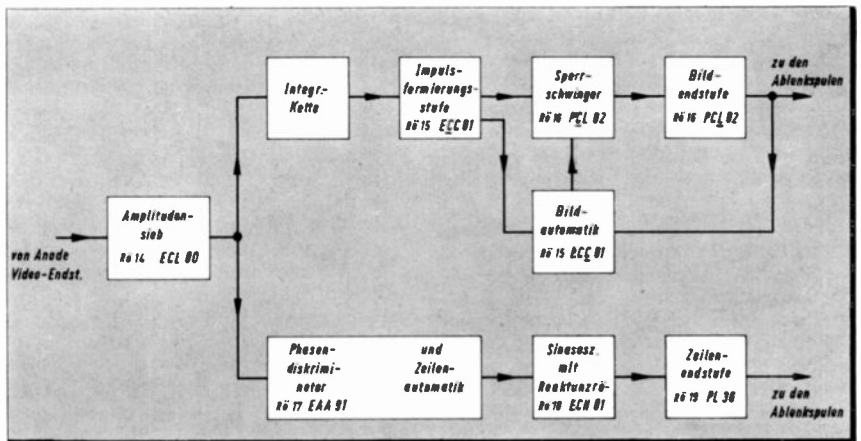 Integr.-
Kette
Impuls-
formierungs-
stufe
Rö 15 ECC 81
Sperr-
schwinger
Rö 16 PCL 82
Bild-
endstufe
Rö 16 PCL 82
zu den
Ablenkspulen
Amplituden-
sieb
Rö 14 ECL 80
von Anode
Video-Endst.
Bild-
automatik
Rö 15 ECC 81
Phasen-
diskrimi-
nator
Rö 17 EAA 91
und
Zeilen-
automatik
Sinusosz.
mit
Reaktanzrö-
Rö 18 ECH 81
Zeilen-
endstufe
Rö 19 PL 36
zu den
Ablenkspulen